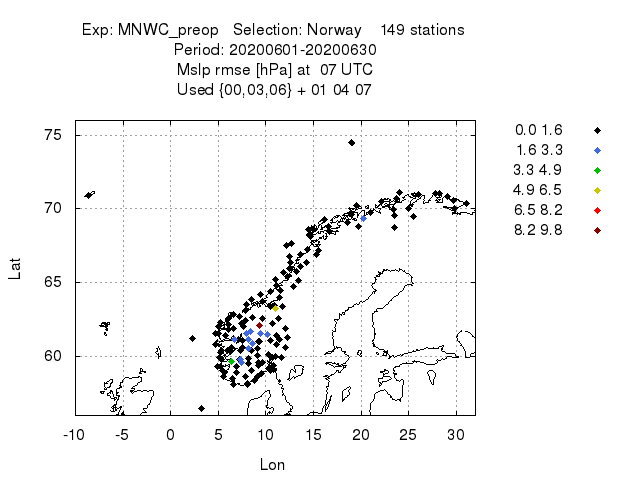 Exp: MNWC_preop   Selection: Norway    149 stations
Period: 20200601-20200630
Mslp rmse [hPa] at  07 UTC
Used {00,03,06} + 01 04 07
0.0 1.6
1.6 3.3
3.3 4.9
4.9 6.5
6.5 8.2
8.2 9.8
75
70
65
60
Lat
-10 -5 0 5 10 15 20 25 30
Lon